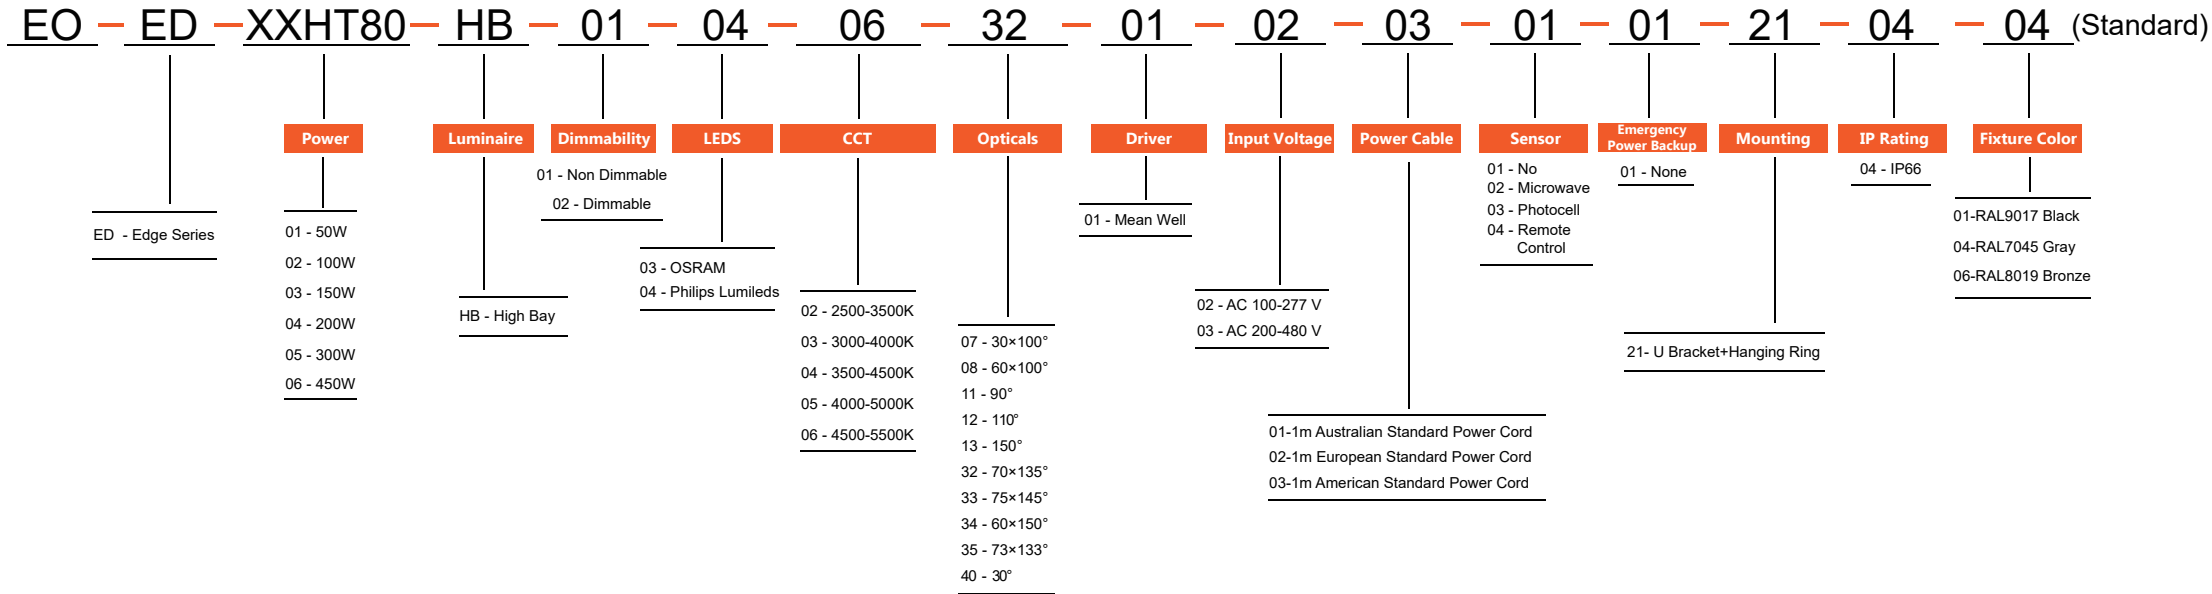 EO — ED — XXHT80 — HB — 01 — 04 — 06 — 32 — 01 — 02 — 03 — 01 — 01 — 21 — 04 — 04 (Standard)
ED - Edge Series
Power
01 - 50W
02 - 100W
03 - 150W
04 - 200W
05 - 300W
06 - 450W
Luminaire
HB - High Bay
Dimmability
01 - Non Dimmable
02 - Dimmable
LEDS
03 - OSRAM
04 - Philips Lumileds
CCT
02 - 2500-3500K
03 - 3000-4000K
04 - 3500-4500K
05 - 4000-5000K
06 - 4500-5500K
Opticals
07 - 30×100°
08 - 60×100°
11 - 90°
12 - 110°
13 - 150°
32 - 70×135°
33 - 75×145°
34 - 60×150°
35 - 73×133°
40 - 30°
Driver
01 - Mean Well
Input Voltage
02 - AC 100-277 V
03 - AC 200-480 V
Power Cable
01-1m Australian Standard Power Cord
02-1m European Standard Power Cord
03-1m American Standard Power Cord
Sensor
01 - No
02 - Microwave
03 - Photocell
04 - Remote
Control
Emergency
Power Backup
01 - None
Mounting
21- U Bracket+Hanging Ring
IP Rating
04 - IP66
Fixture Color
01-RAL9017 Black
04-RAL7045 Gray
06-RAL8019 Bronze